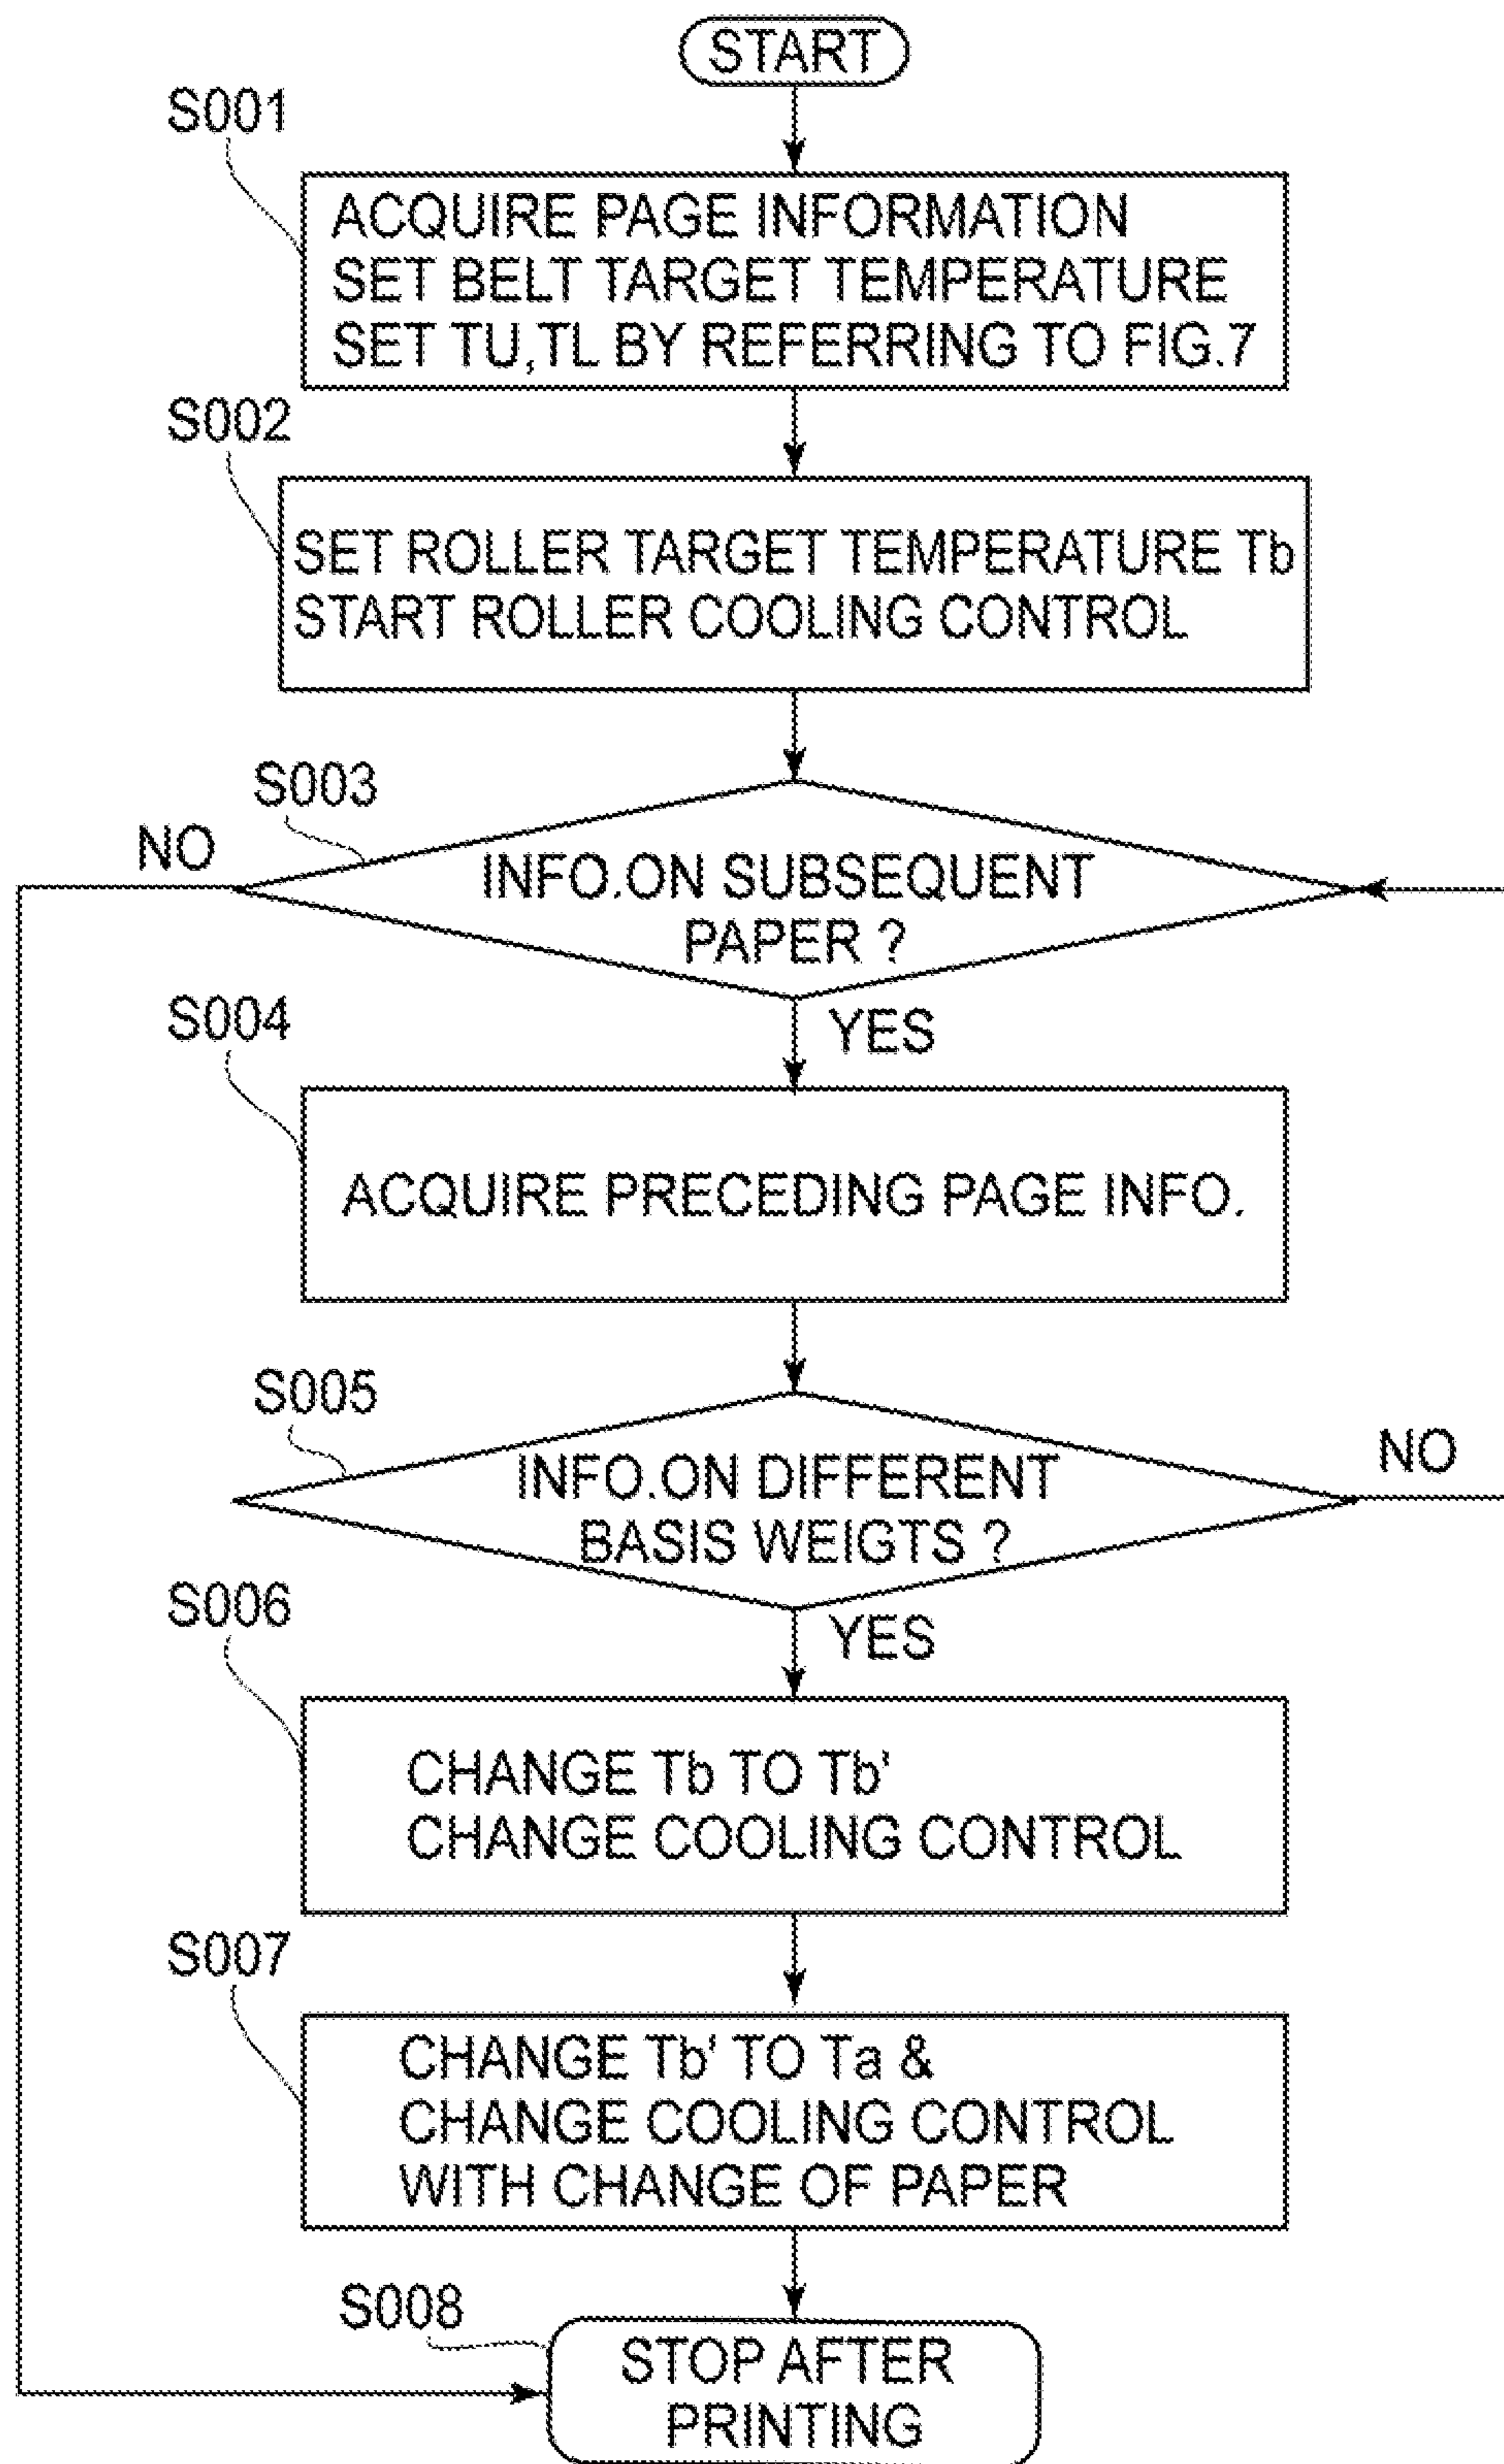 START
S001
ACQUIRE PAGE INFORMATION
SET BELT TARGET TEMPERATURE
SET TU,TL BY REFERRING TO FIG.7
S002
SET ROLLER TARGET TEMPERATURE Tb
START ROLLER COOLING CONTROL
S003
NO
INFO.ON SUBSEQUENT
PAPER ?
YES
S004
ACQUIRE PRECEDING PAGE INFO.
S005
INFO.ON DIFFERENT
BASIS WEIGTS ?
NO
YES
S006
CHANGE Tb TO Tb'
CHANGE COOLING CONTROL
S007
CHANGE Tb' TO Ta &
CHANGE COOLING CONTROL
WITH CHANGE OF PAPER
S008
STOP AFTER
PRINTING